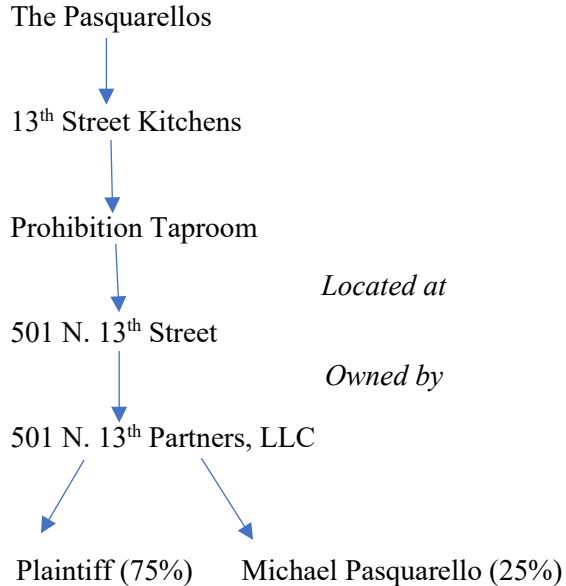 The Pasquarellos
13th Street Kitchens
Prohibition Taproom
Located at
501 N. 13th Street
Owned by
501 N. 13th Partners, LLC
Plaintiff (75%) Michael Pasquarello (25%)